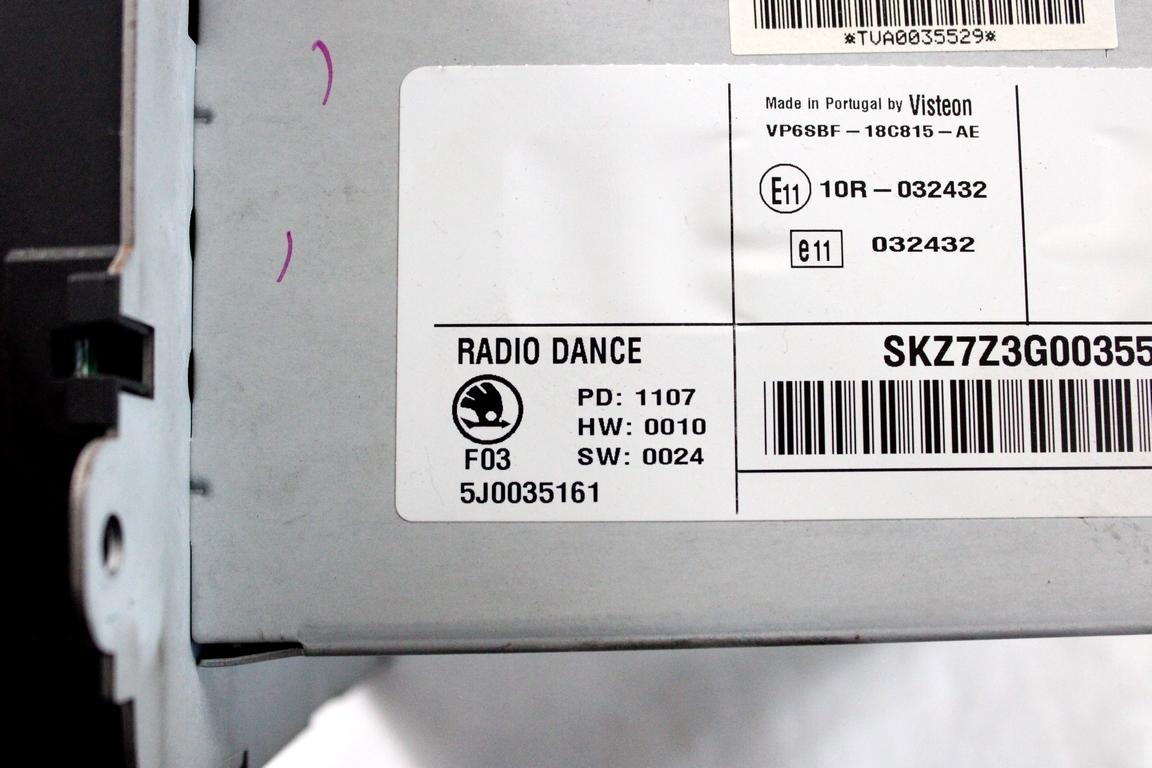 *TVA0035529*
Made in Portugal by Visteon
VP6SBF-18C815-AE
E11 10R-032432
e11 032432
RADIO DANCE
SKZ7Z3G00355
PD: 1107
HW: 0010
F03 SW: 0024
5J0035161